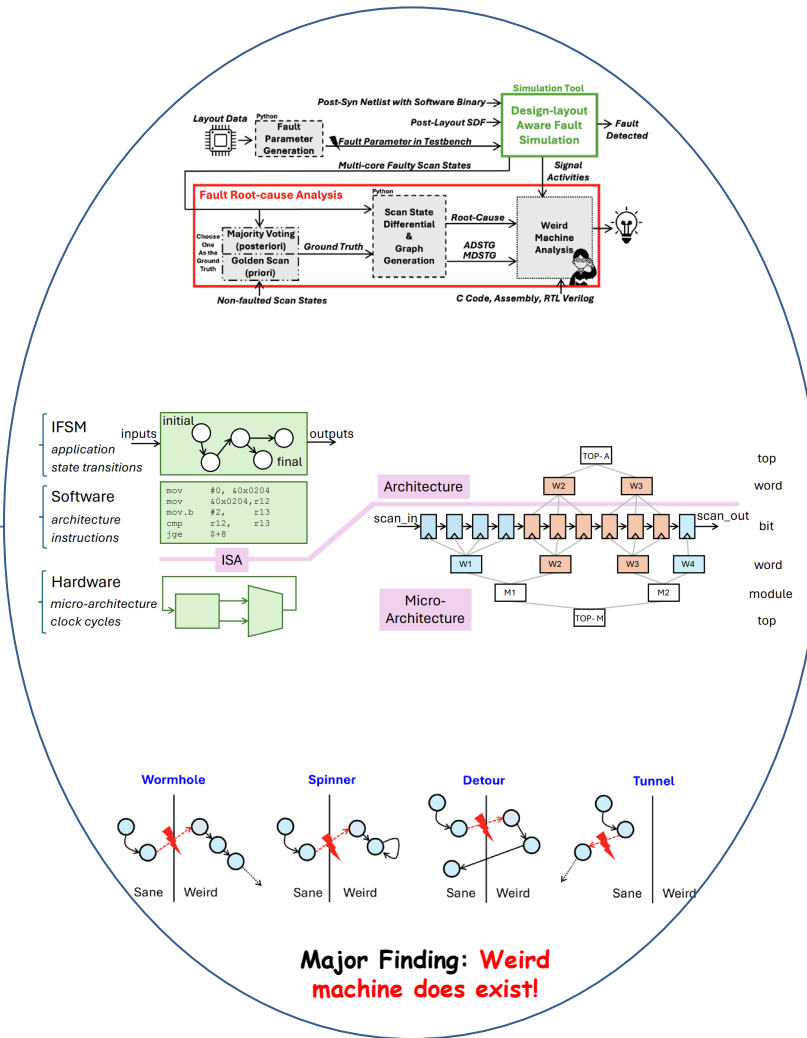 Simulation Tool
Post-Syn Netlist with Software Binary
Design-layout
Aware Fault
Simulation
Post-Layout SDF
Fault
Detected
Layout Data
Python
Fault
Parameter
Generation
Fault Parameter in Testbench
Multi-core Faulty Scan States
Signal
Activities
Fault Root-cause Analysis
Python
Choose
One
As the
Ground
Truth
Majority Voting
(posteriori)
Golden Scan
(priori)
Ground Truth
Scan State
Differential
&
Graph
Generation
Root-Cause
ADSTG
MDSTG
Weird
Machine
Analysis
Non-faulted Scan States
C Code, Assembly, RTL Verilog
IFSM
application
state transitions
inputs
initial
final
outputs
Software
architecture
instructions
mov #0, &0x0204
mov &0x0204,r12
mov.b #2, r13
cmp r12, r13
jge $+8
ISA
Hardware
micro-architecture
clock cycles
TOP- A
top
Architecture
W2
W3
word
scan_in
scan_out
bit
W1
W2
W3
W4
word
M1
M2
module
Micro-
Architecture
TOP- M
top
Wormhole
Sane
Weird
Spinner
Sane
Weird
Detour
Sane
Weird
Tunnel
Sane
Weird
Major Finding: Weird
machine does exist!